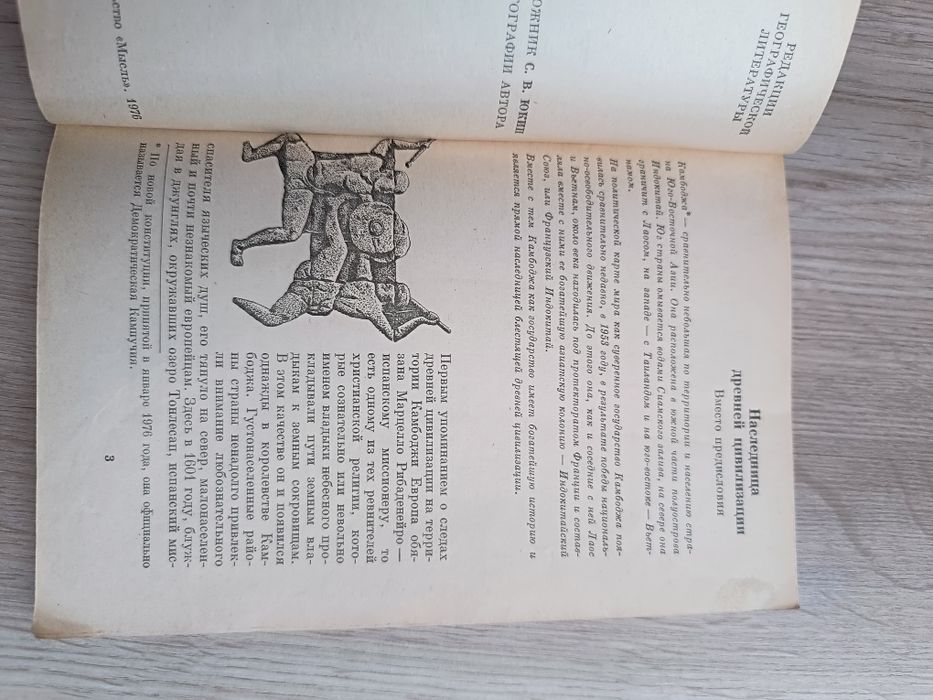 РЕДАКЦИИ
ГЕОГРАФИЧЕСКОЙ
ЛИТЕРАТУРЫ
ОЖНИК С. В. ЮКИН
ТОГРАФИИ АВТОРА
ьство «Мысль». 1976
Наследница
древней цивилизации
Вместо предисловия
Камбоджа* — сравнительно небольшая по территории и населению стра-
на Юго-Восточной Азии. Она расположена в южной части полуострова
Индокитай. Юг страны омывается водами Сиамского залива, на севере она
граничит с Лаосом, на западе — с Таиландом и на юго-востоке — Вьет-
намом.
На политической карте мира как суверенное государство Камбоджа поя-
вилась сравнительно недавно, в 1953 году, в результате победы националь-
но-освободительного движения. До этого она, как и соседние с ней Лаос
и Вьетнам, около века находилась под протекторатом Франции и состав-
ляла вместе с ними ее богатейшую азиатскую колонию — Индокитайский
Союз, или Французский Индокитай.
Вместе с тем Камбоджа как государство имеет богатейшую историю и
является прямой наследницей блестящей древней цивилизации.
Первым упоминанием о следах
древней цивилизации на терри-
тории Камбоджи Европа обя-
зана Марцелло Рибаденейро —
испанскому миссионеру, то
есть одному из тех ревнителей
христианской религии, кото-
рые сознательно или невольно
именем владыки небесного про-
кладывали пути земным вла-
дыкам к земным сокровищам.
В этом качестве он и появился
однажды в королевстве Кам-
боджа. Густонаселенные райо-
ны страны ненадолго привлек-
ли внимание любознательного
спасителя языческих душ, его тянуло на север, малонаселен-
ный и почти незнакомый европейцам. Здесь в 1601 году, блуж-
дая в джунглях, окружавших озеро Тонлесап, испанский мис-
* По новой конституции, принятой в январе 1976 года, она официально
называется Демократическая Кампучия.
3